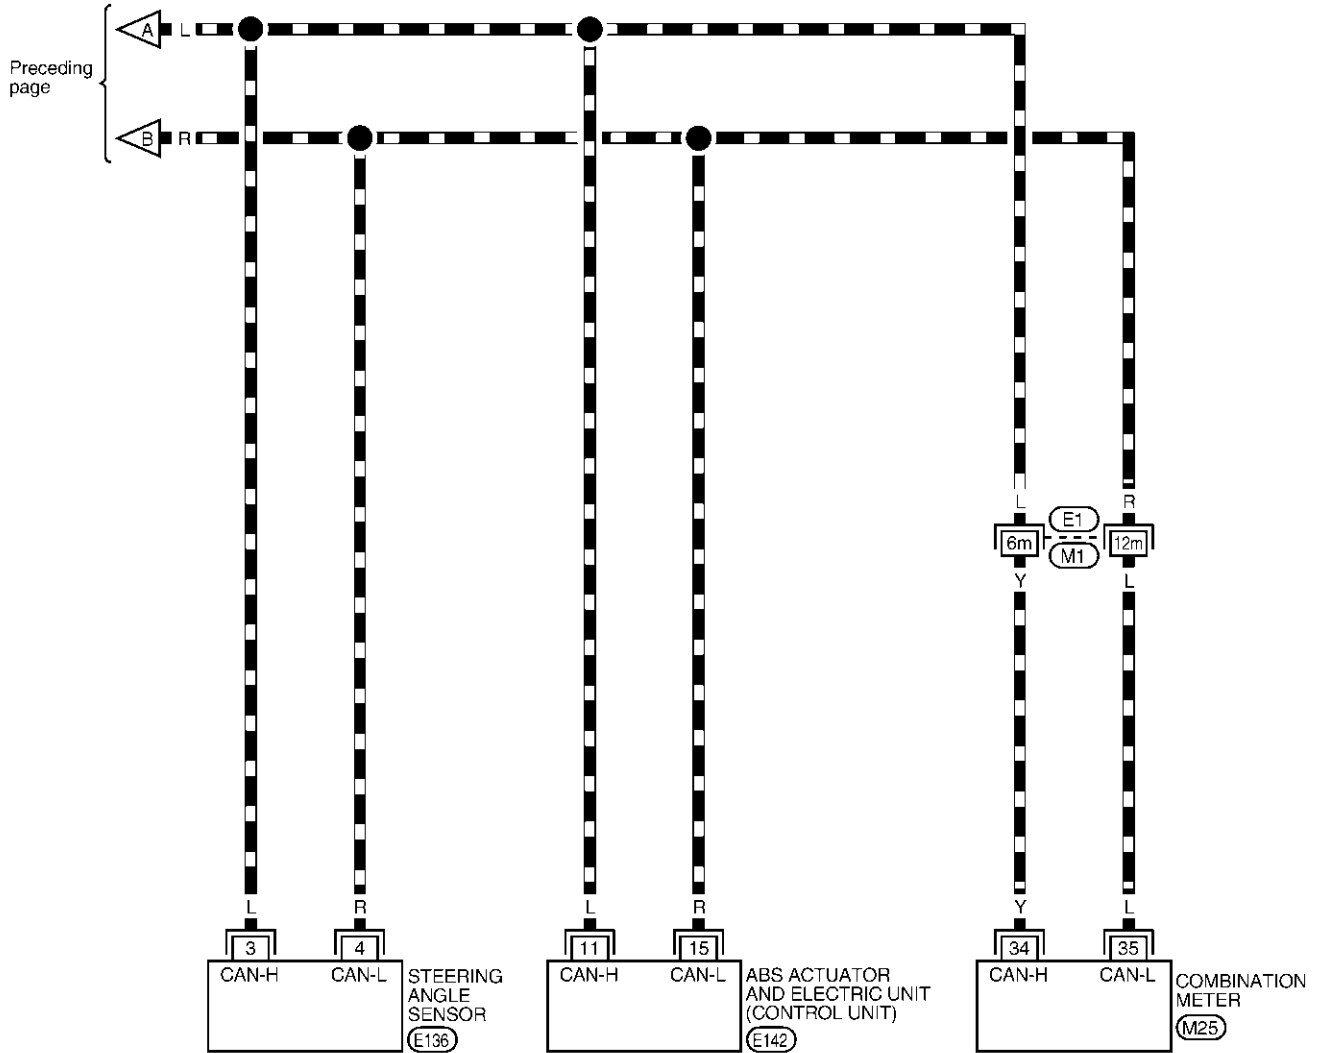 A L
Preceding
page
B R
L R
6m E1 12m
M1
Y L
L R L R Y L
3 4 11 15 34 35
CAN-H CAN-L CAN-H CAN-L CAN-H CAN-L
STEERING
ANGLE
SENSOR
E136
ABS ACTUATOR
AND ELECTRIC UNIT
(CONTROL UNIT)
E142
COMBINATION
METER
M25